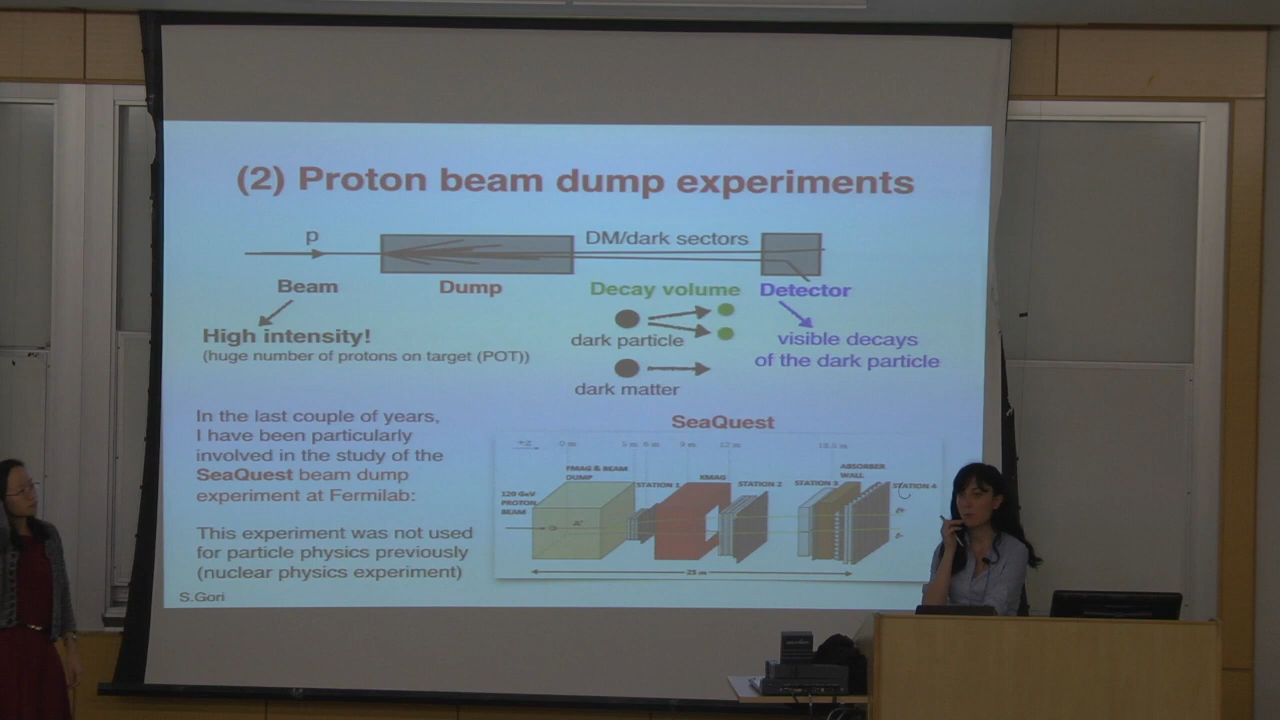 (2) Proton beam dump experiments
p
DM/dark sectors
Beam
Dump
Decay volume
Detector
High intensity!
(huge number of protons on target (POT))
dark particle
visible decays
of the dark particle
dark matter
In the last couple of years,
I have been particularly
involved in the study of the
SeaQuest beam dump
experiment at Fermilab:
This experiment was not used
for particle physics previously
(nuclear physics experiment)
SeaQuest
+Z
0 m
9 m
12 m
FMAG & BEAM
DUMP
STATION 1
KMAG
STATION 2
STATION 3
ABSORBER
WALL
STATION 4
120 GeV
PROTON
BEAM
A'
25 m
S.Gori